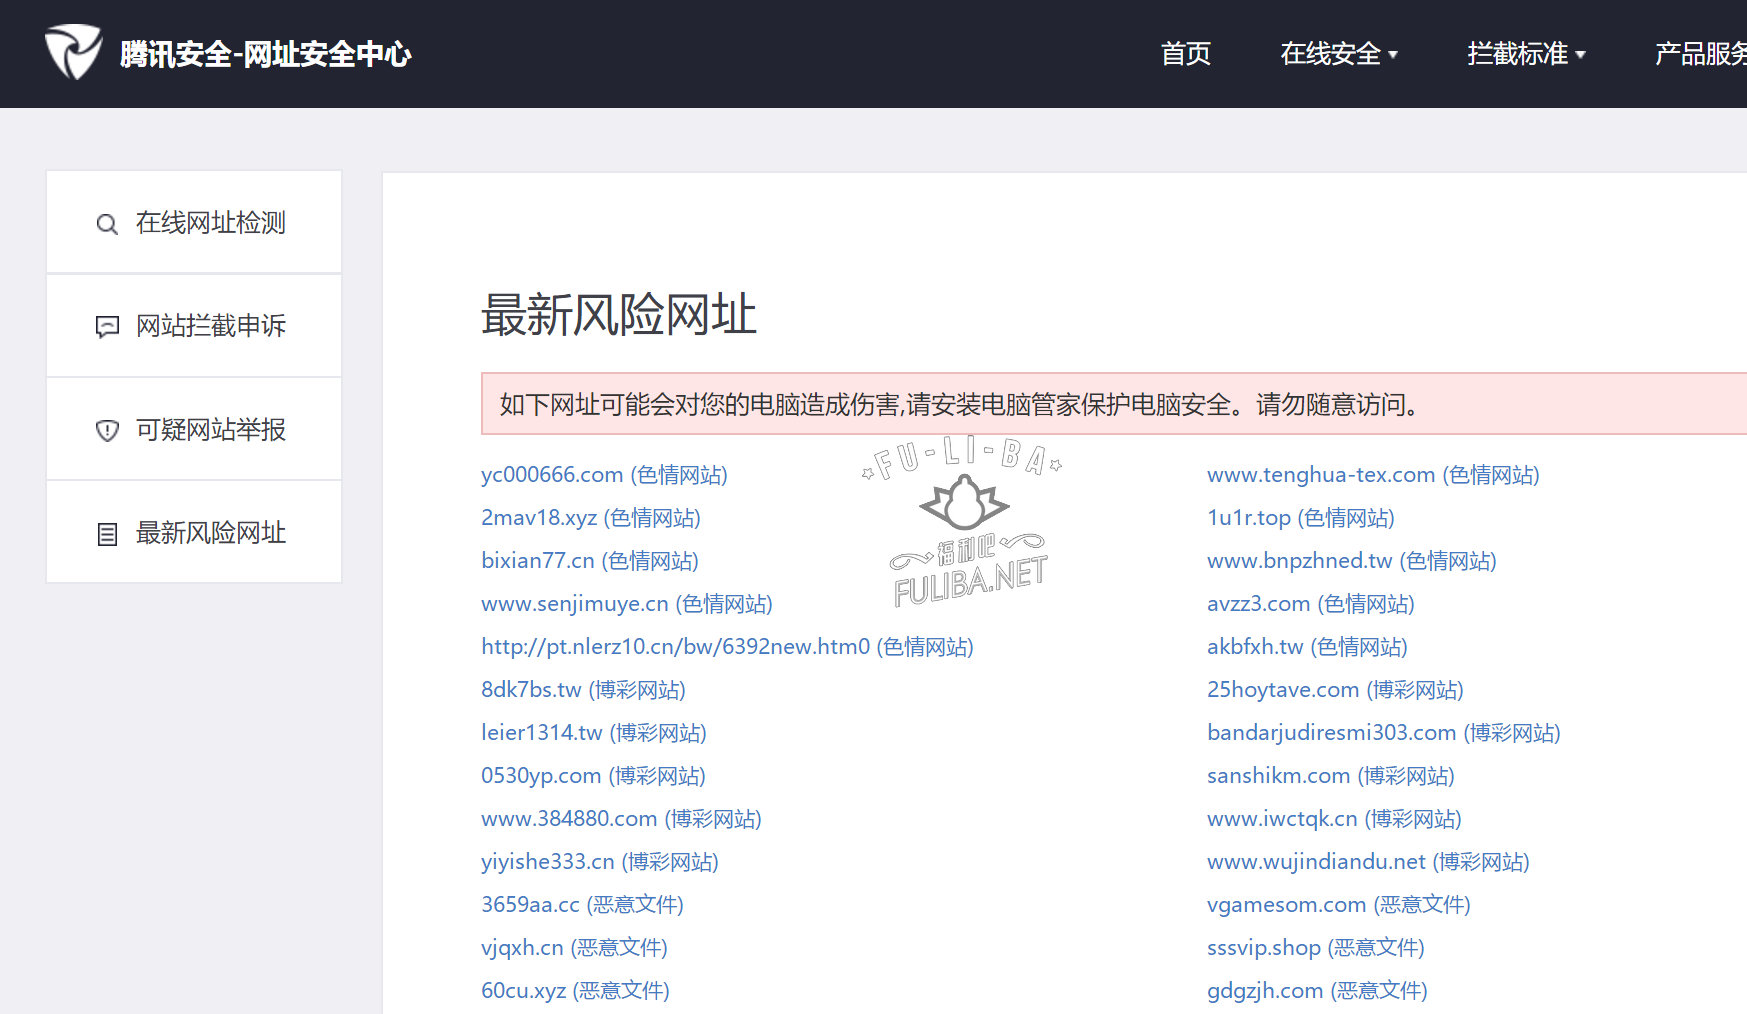 腾讯安全-网址安全中心
首页
在线安全
拦截标准
产品服务
在线网址检测
网站拦截申诉
可疑网站举报
最新风险网址
最新风险网址
如下网址可能会对您的电脑造成伤害,请安装电脑管家保护电脑安全。请勿随意访问。
FU-LI-BA
福利吧
FULIBA.NET
yc000666.com (色情网站)
www.tenghua-tex.com (色情网站)
2mav18.xyz (色情网站)
1u1r.top (色情网站)
bixian77.cn (色情网站)
www.bnpzhned.tw (色情网站)
www.senjimuye.cn (色情网站)
avzz3.com (色情网站)
http://pt.nlerz10.cn/bw/6392new.htm0 (色情网站)
akbfxh.tw (色情网站)
8dk7bs.tw (博彩网站)
25hoytave.com (博彩网站)
leier1314.tw (博彩网站)
bandarjudiresmi303.com (博彩网站)
0530yp.com (博彩网站)
sanshikm.com (博彩网站)
www.384880.com (博彩网站)
www.iwctqk.cn (博彩网站)
yiyishe333.cn (博彩网站)
www.wujindiandu.net (博彩网站)
3659aa.cc (恶意文件)
vgamesom.com (恶意文件)
vjqxh.cn (恶意文件)
sssvip.shop (恶意文件)
60cu.xyz (恶意文件)
gdgzjh.com (恶意文件)